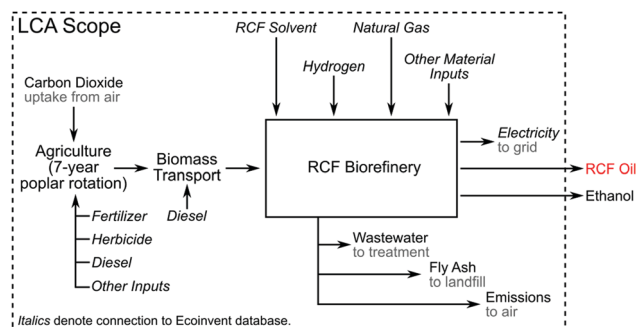 LCA Scope
RCF Solvent
Natural Gas
Hydrogen
Other Material
Inputs
Carbon Dioxide
uptake from air
Agriculture
(7-year
poplar rotation)
Biomass
Transport
RCF Biorefinery
Electricity
to grid
RCF Oil
Ethanol
Fertilizer
Herbicide
Diesel
Other Inputs
Diesel
Wastewater
to treatment
Fly Ash
to landfill
Emissions
to air
Italics denote connection to Ecoinvent database.